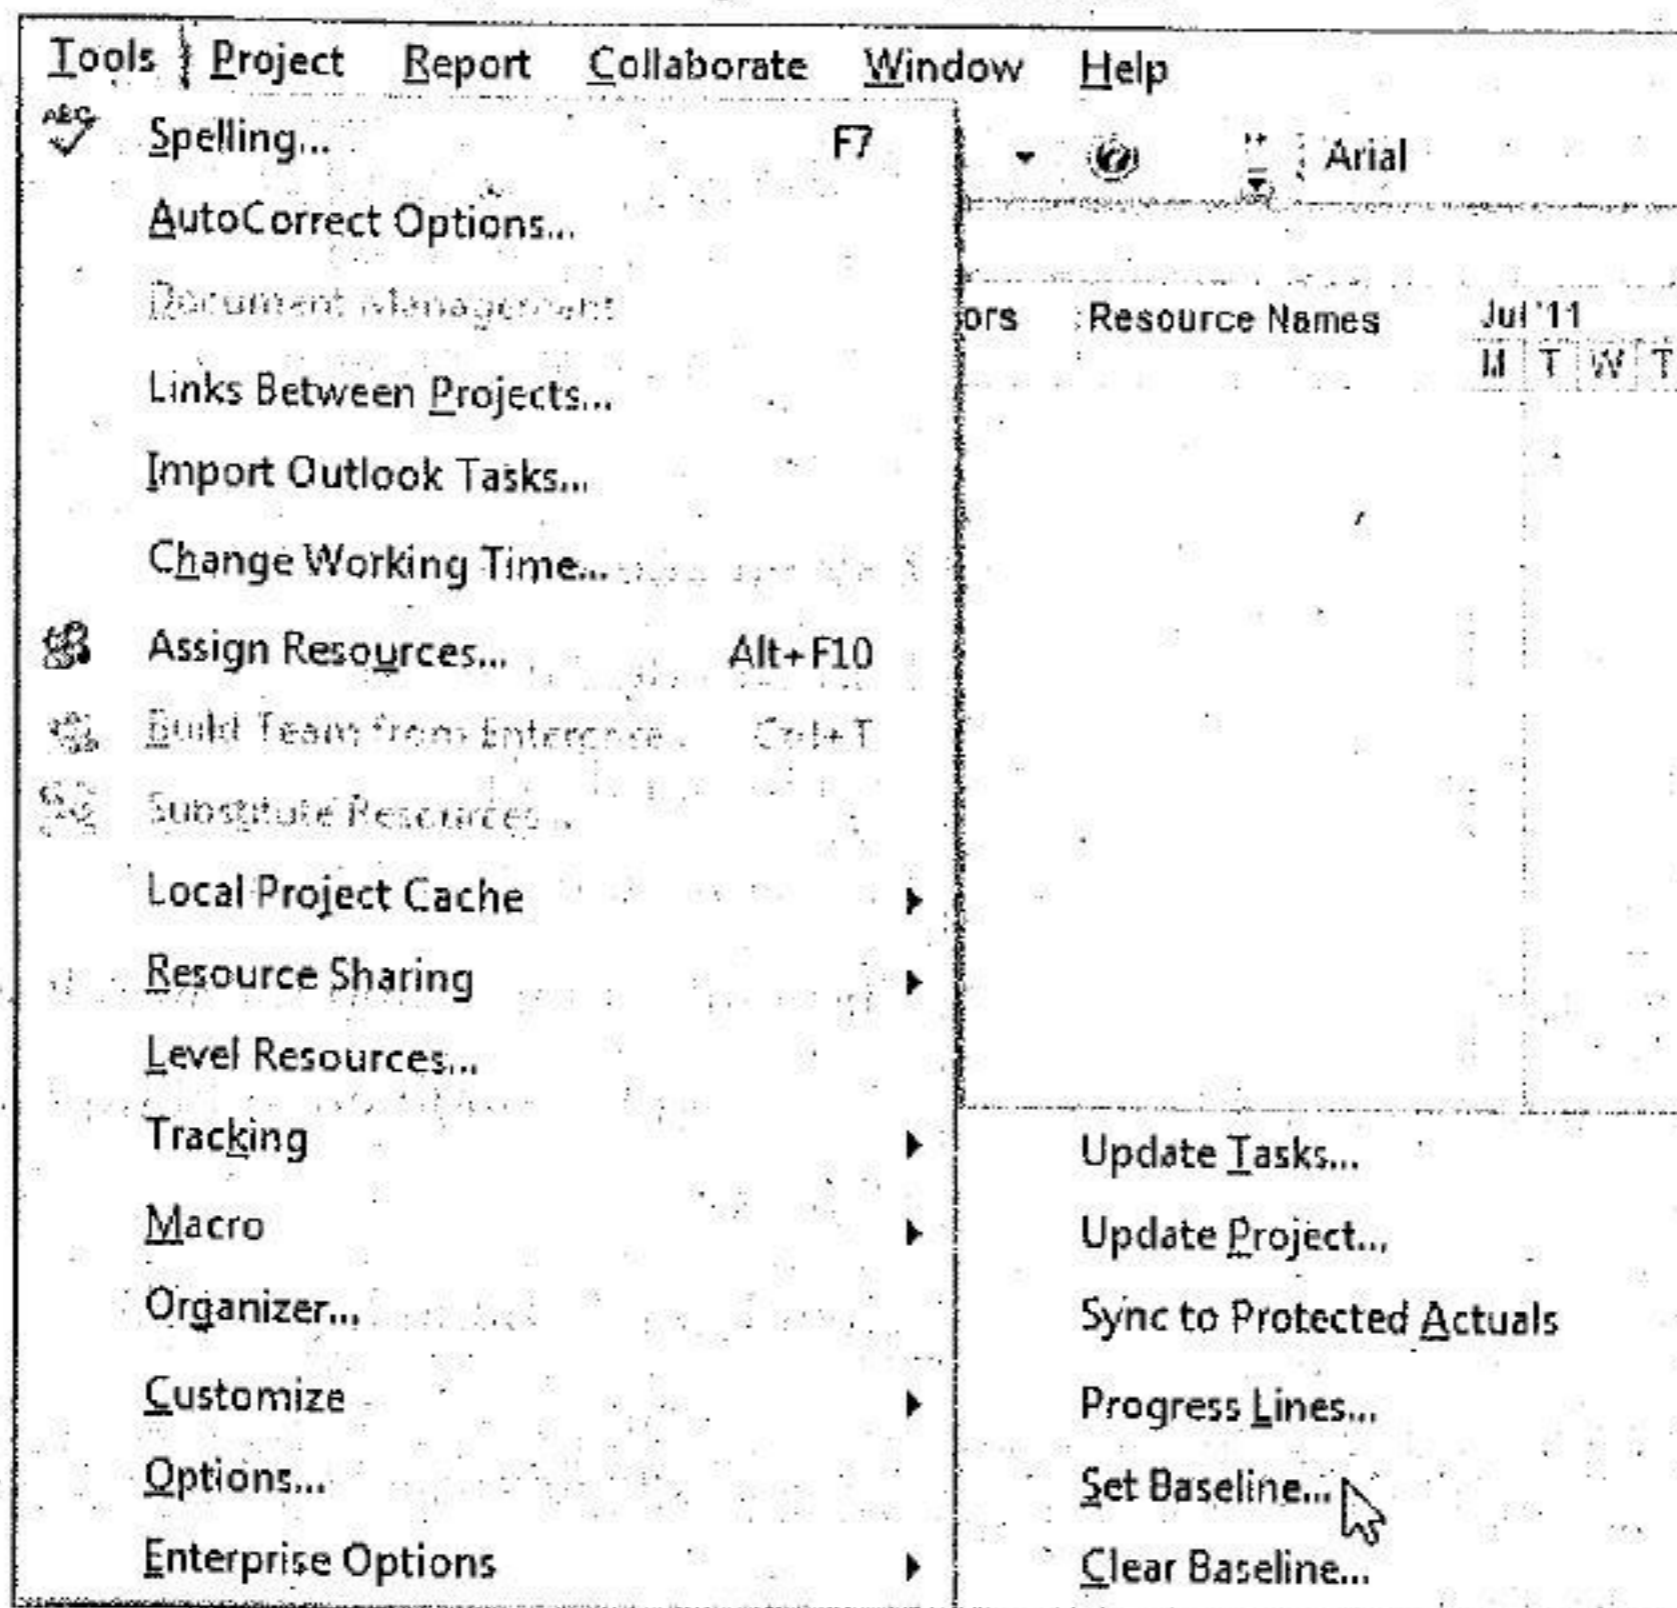 Tools Project Report Collaborate Window Help
ABC Spelling... F7
Arial
AutoCorrect Options...
Document Management
ors Resource Names Jul '11
M T W T
Links Between Projects...
Import Outlook Tasks...
Change Working Time...
Assign Resources... Alt+F10
Build Team from Enterprise... Ctrl+T
Substitute Resources...
Local Project Cache
Resource Sharing
Level Resources...
Tracking
Macro
Organizer...
Customize
Options...
Enterprise Options
Update Tasks...
Update Project...
Sync to Protected Actuals
Progress Lines...
Set Baseline...
Clear Baseline...